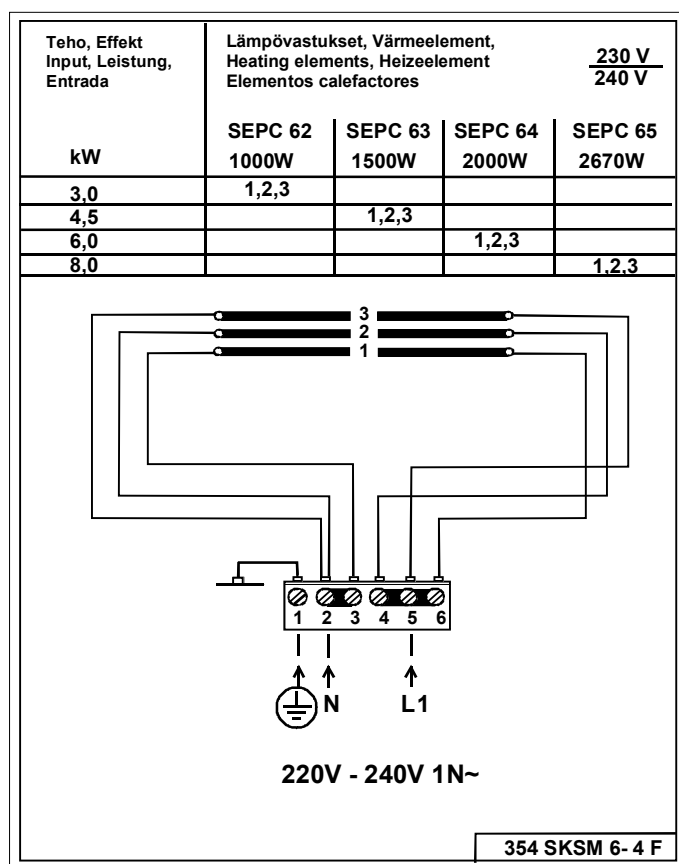 Teho, Effekt
Input, Leistung,
Entrada
Lämpövastukset, Värmeelement,
Heating elements, Heizeelement
Elementos calefactores
230 V
240 V
kW
SEPC 62 SEPC 63 SEPC 64 SEPC 65
1000W 1500W 2000W 2670W
3,0 1,2,3
4,5 1,2,3
6,0 1,2,3
8,0 1,2,3
3
2
1
1 2 3 4 5 6
N L1
220V - 240V 1N~
354 SKSM 6- 4 F